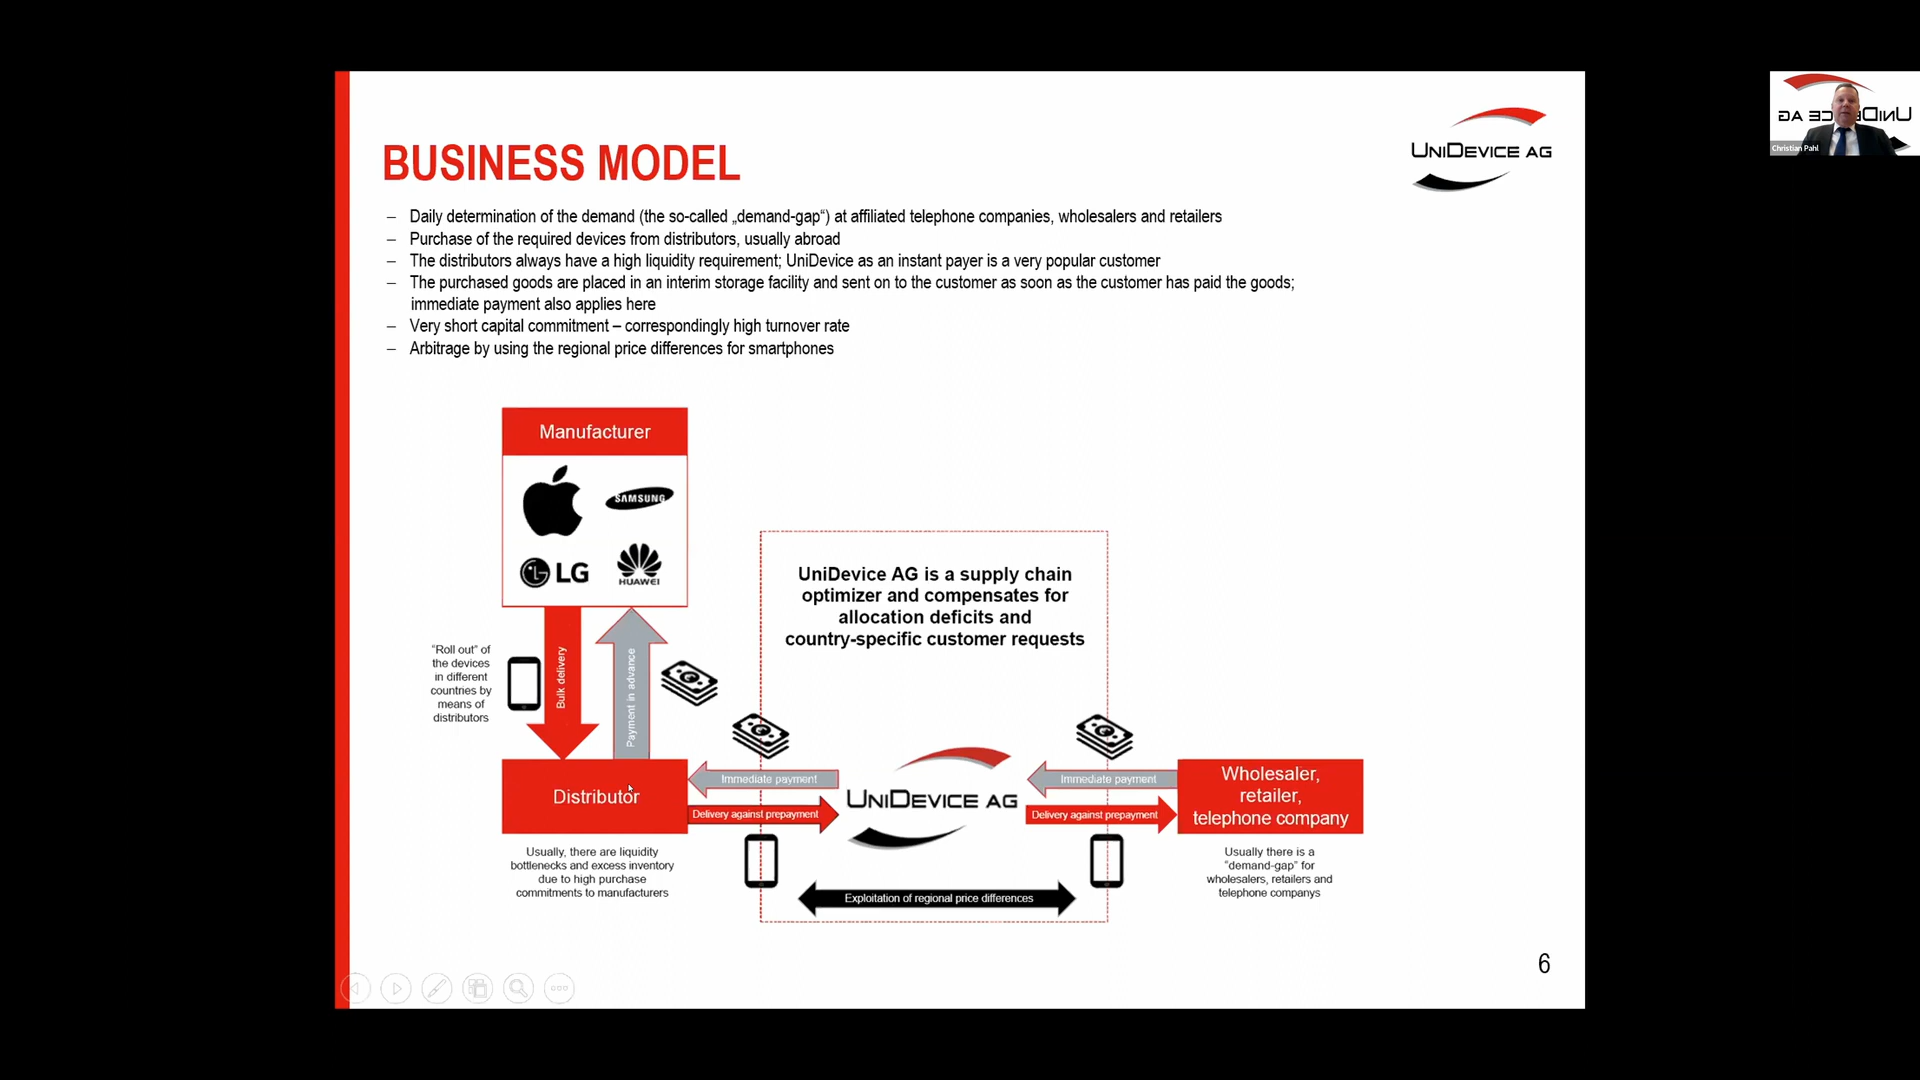 BUSINESS MODEL
UNIDEVICE AG
– Daily determination of the demand (the so-called „demand-gap“) at affiliated telephone companies, wholesalers and retailers
– Purchase of the required devices from distributors, usually abroad
– The distributors always have a high liquidity requirement; UniDevice as an instant payer is a very popular customer
– The purchased goods are placed in an interim storage facility and sent on to the customer as soon as the customer has paid the goods;
immediate payment also applies here
– Very short capital commitment – correspondingly high turnover rate
– Arbitrage by using the regional price differences for smartphones
Manufacturer
SAMSUNG
LG
HUAWEI
UniDevice AG is a supply chain
optimizer and compensates for
allocation deficits and
country-specific customer requests
“Roll out” of
the devices
in different
countries by
means of
distributors
Bulk delivery
Payment in advance
Distributor
Immediate payment
Delivery against prepayment
UNIDEVICE AG
Immediate payment
Delivery against prepayment
Wholesaler,
retailer,
telephone company
Usually, there are liquidity
bottlenecks and excess inventory
due to high purchase
commitments to manufacturers
Exploitation of regional price differences
Usually there is a
“demand-gap” for
wholesalers, retailers and
telephone companys
6
Christian Pahl